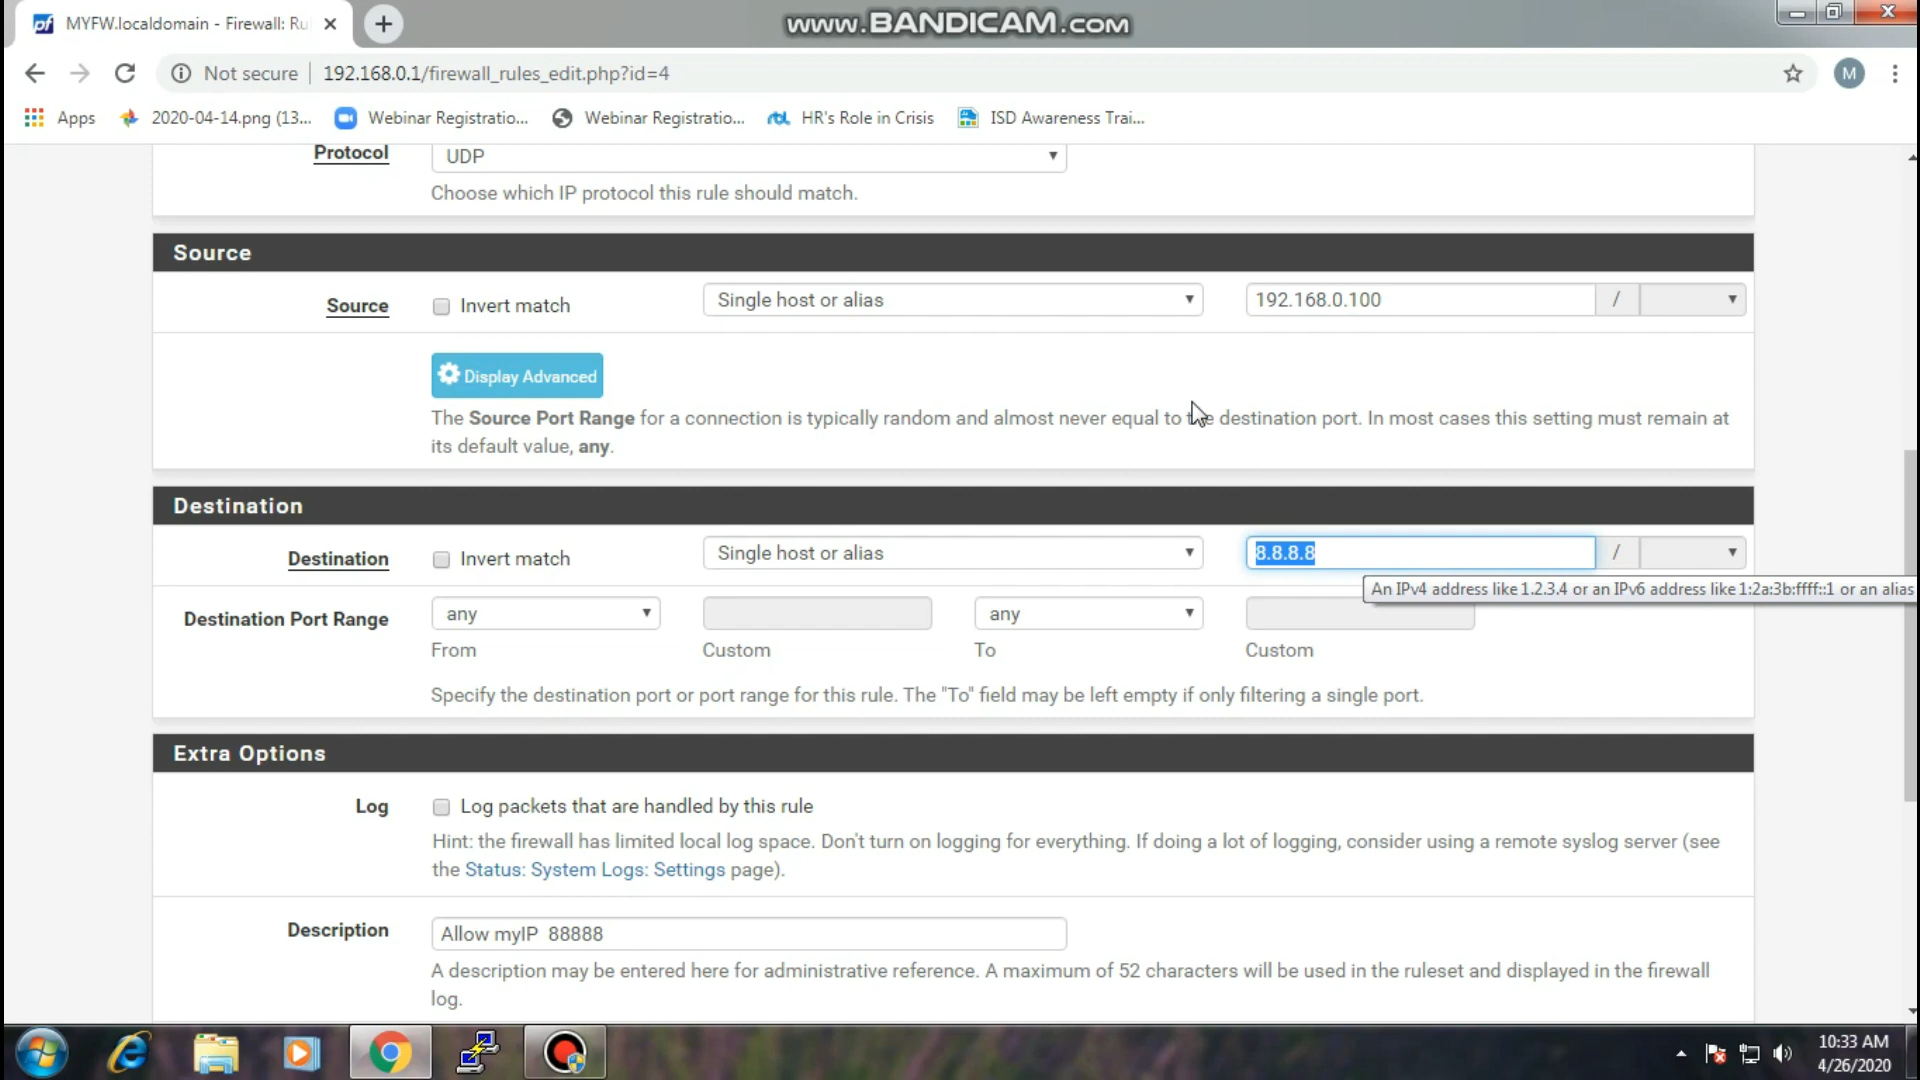 MYFW.localdomain - Firewall: Ru
www.BANDICAM.com
Not secure
192.168.0.1/firewall_rules_edit.php?id=4
M
Apps
2020-04-14.png (13...
Webinar Registratio...
Webinar Registratio...
HR's Role in Crisis
ISD Awareness Trai...
Protocol
UDP
Choose which IP protocol this rule should match.
Source
Source
Invert match
Single host or alias
192.168.0.100
/
Display Advanced
The Source Port Range for a connection is typically random and almost never equal to the destination port. In most cases this setting must remain at
its default value, any.
Destination
Destination
Invert match
Single host or alias
8.8.8.8
/
An IPv4 address like 1.2.3.4 or an IPv6 address like 1:2a:3b:ffff::1 or an alias
Destination Port Range
any
any
From
Custom
To
Custom
Specify the destination port or port range for this rule. The "To" field may be left empty if only filtering a single port.
Extra Options
Log
Log packets that are handled by this rule
Hint: the firewall has limited local log space. Don't turn on logging for everything. If doing a lot of logging, consider using a remote syslog server (see
the Status: System Logs: Settings page).
Description
Allow myIP  88888
A description may be entered here for administrative reference. A maximum of 52 characters will be used in the ruleset and displayed in the firewall
log.
10:33 AM
4/26/2020